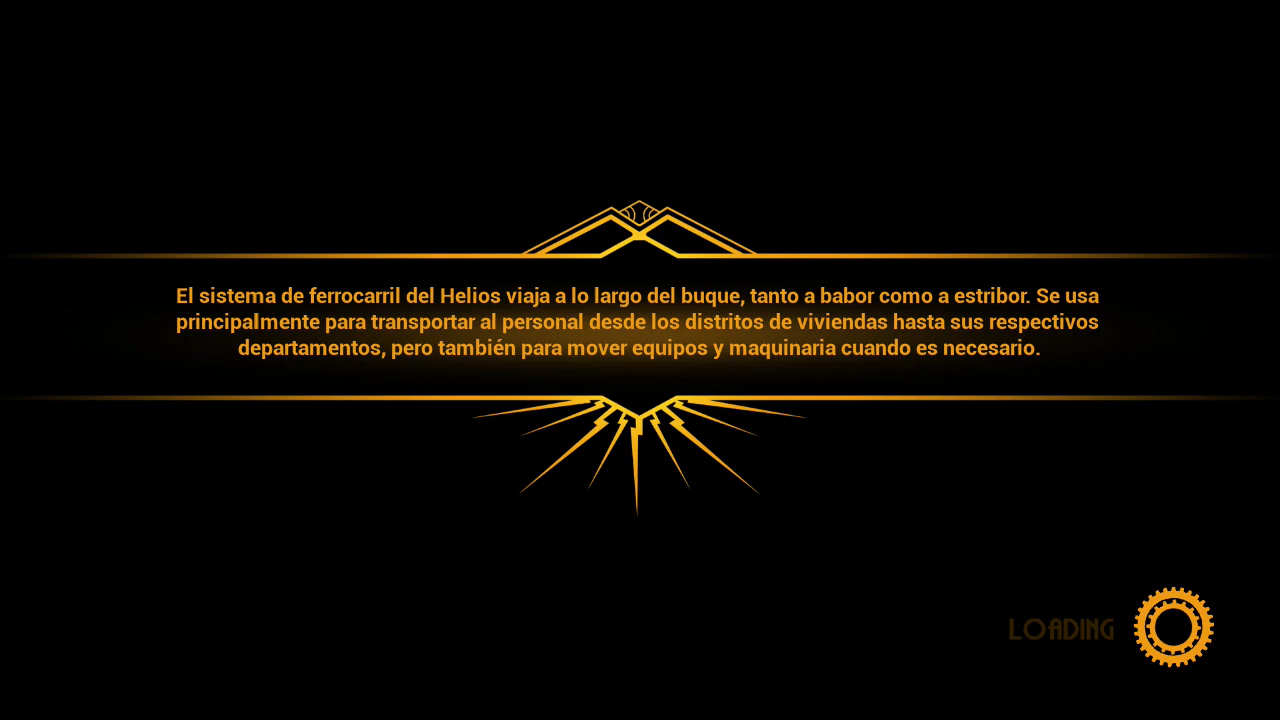 El sistema de ferrocarril del Helios viaja a lo largo del buque, tanto a babor como a estribor. Se usa
principalmente para transportar al personal desde los distritos de viviendas hasta sus respectivos
departamentos, pero también para mover equipos y maquinaria cuando es necesario.
LOADING